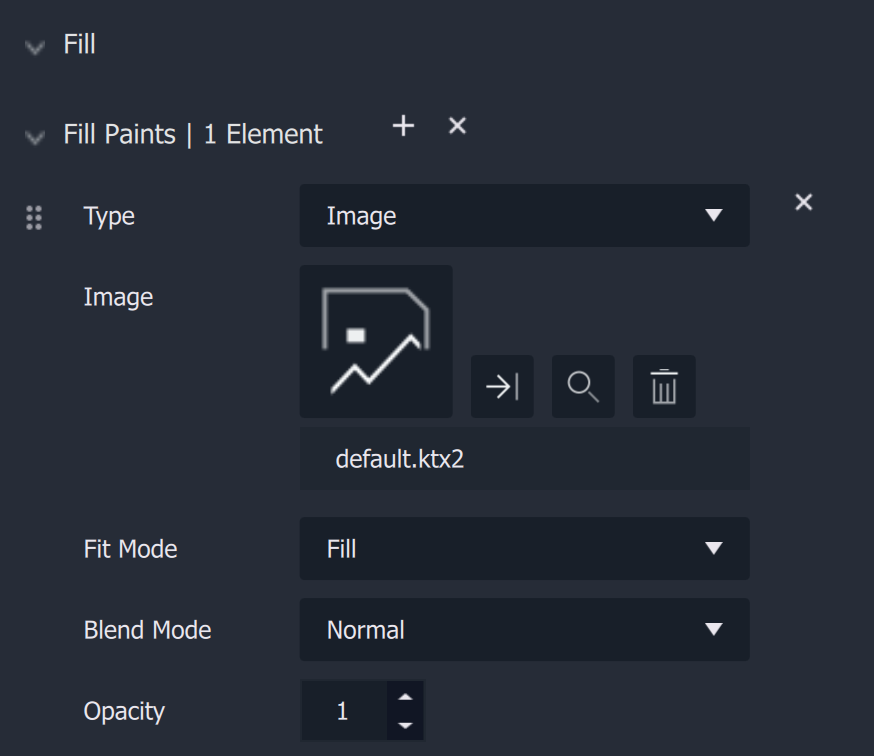 Fill
Fill Paints | 1 Element
Type Image
Image
default.ktx2
Fit Mode Fill
Blend Mode Normal
Opacity 1